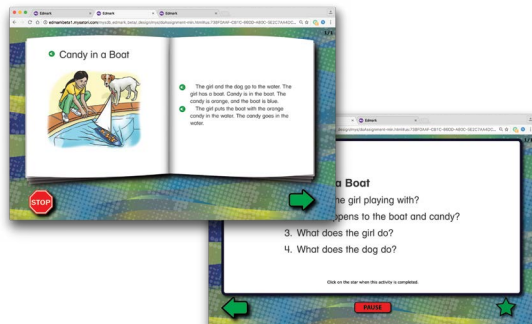 Edmark
Edmark
Edmark
1/1
Candy in a Boat
The girl and the dog go to the water. The
girl has a boat. Candy is in the boat. The
candy is orange, and the boat is blue.
The girl puts the boat with the orange
candy in the water. The candy goes in the
water.
STOP
Edmark
a Boat
he girl playing with?
ppens to the boat and candy?
3. What does the girl do?
4. What does the dog do?
Click on the star when this activity is completed.
PAUSE